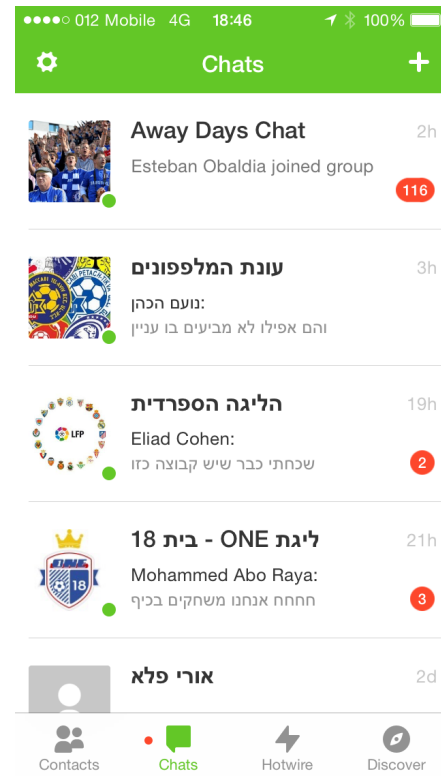 012 Mobile 4G 18:46 100%
Chats
Away Days Chat 2h
Esteban Obaldia joined group
116
עונת המלפפונים 3h
נועם הכהן:
והם אפילו לא מביעים בו עניין
הליגה הספרדית 19h
Eliad Cohen:
שכחתי כבר שיש קבוצה כזו 2
LFP
ליגת ONE - בית 18 21h
Mohammed Abo Raya:
חחחח אנחנו משחקים בכיף 3
ONE
18
אורי פלא 2d
Contacts Chats Hotwire Discover